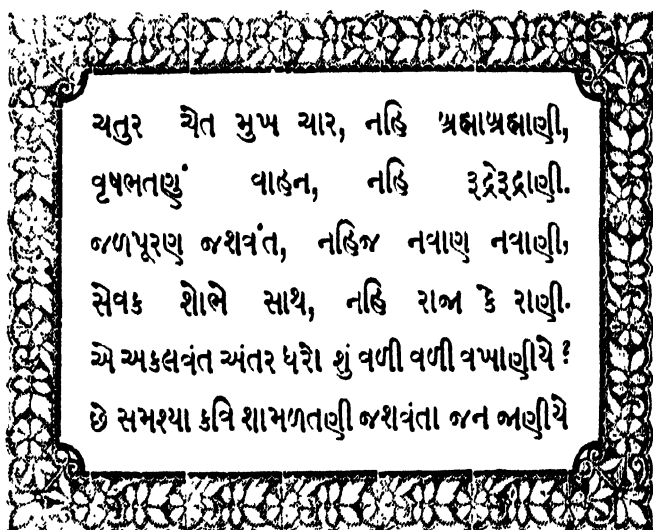 ચતુર ચેત મુખ ચાર, નહિ બ્રહ્માબ્રહ્માણી,
વૃષભતણું વાહન, નહિ રૂદ્રેરૂદ્રાણી.
જળપૂરણ જશવંત, નહિજ નવાણ નવાણી,
સેવક શોભે સાથ, નહિ રાજા કે રાણી.
એ અકલવંત અંતર ધરો શું વળી વળી વખાણીયે ?
છે સમશ્યા કવિ શામળતણી જશવંતા જન જાણીયે